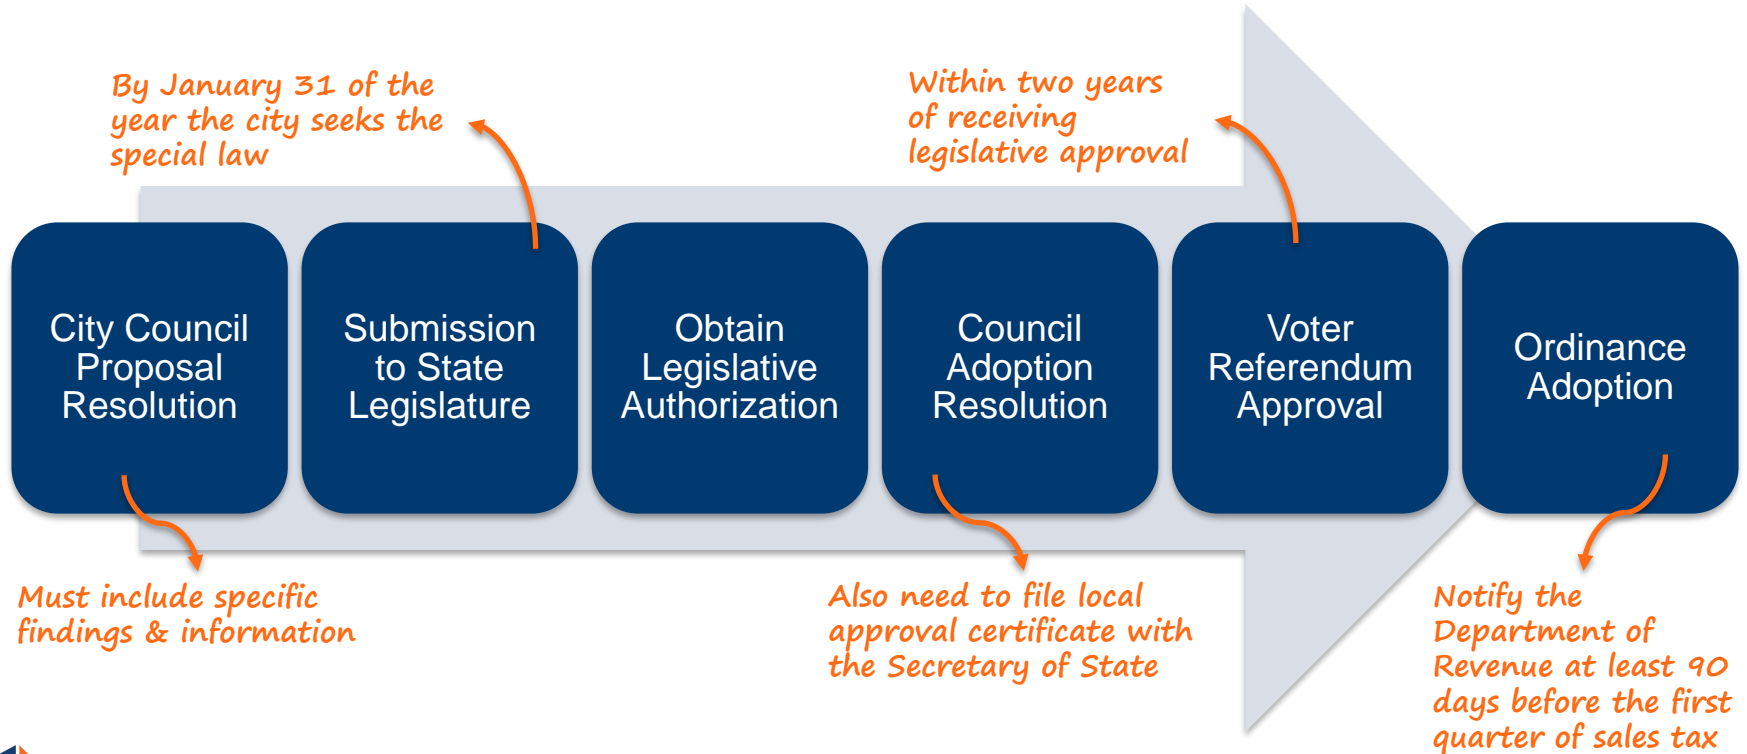 By January 31 of the
year the city seeks the
special law
Within two years
of receiving
legislative approval
City Council
Proposal
Resolution
Submission
to State
Legislature
Obtain
Legislative
Authorization
Council
Adoption
Resolution
Voter
Referendum
Approval
Ordinance
Adoption
Must include specific
findings & information
Also need to file local
approval certificate with
the Secretary of State
Notify the
Department of
Revenue at least 90
days before the first
quarter of sales tax